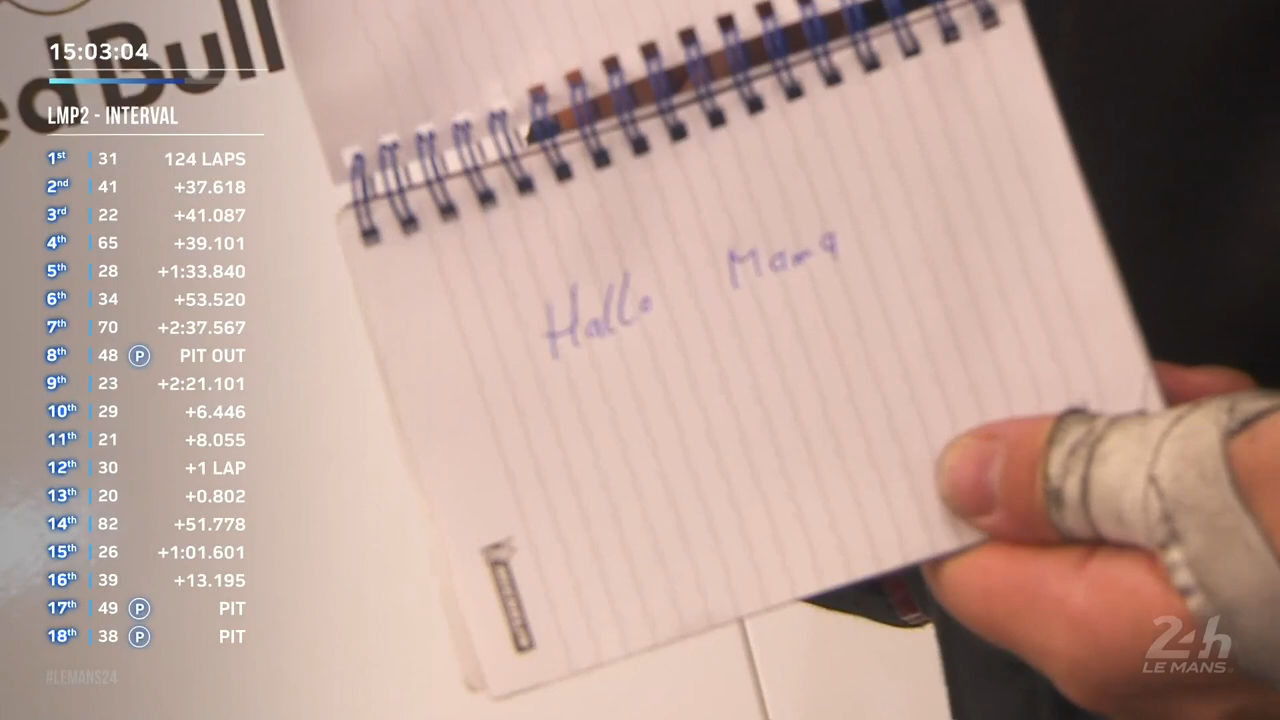 ed Bull
15:03:04
LMP2 - INTERVAL
1st 31 124 LAPS
2nd 41 +37.618
3rd 22 +41.087
4th 65 +39.101
5th 28 +1:33.840
6th 34 +53.520
7th 70 +2:37.567
8th 48 P PIT OUT
9th 23 +2:21.101
10th 29 +6.446
11th 21 +8.055
12th 30 +1 LAP
13th 20 +0.802
14th 82 +51.778
15th 26 +1:01.601
16th 39 +13.195
17th 49 P PIT
18th 38 P PIT
#LEMANS24
Hallo Mama
24h
LE MANS